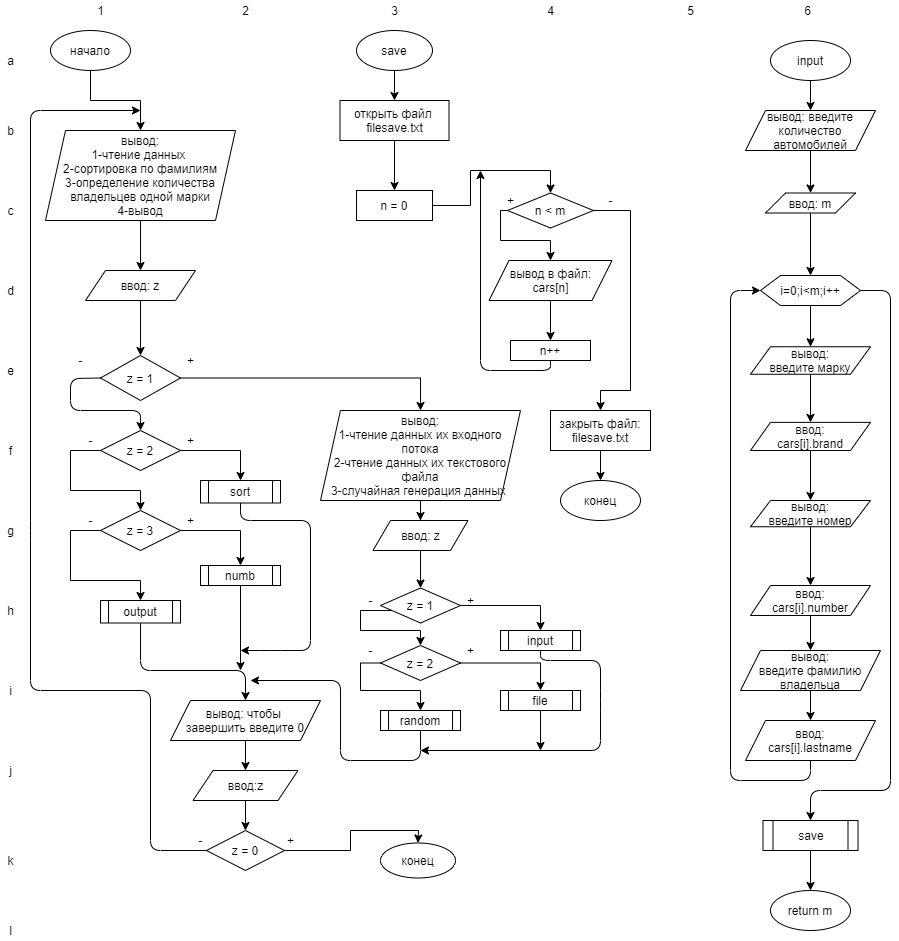 1
2
3
4
5
6
a
b
c
d
e
f
g
h
i
j
k
l
начало
вывод:
1-чтение данных
2-сортировка по фамилиям
3-определение количества
владельцев одной марки
4-вывод
ввод: z
-
+
z = 1
-
+
z = 2
sort
-
+
z = 3
numb
output
вывод: чтобы
завершить введите 0
ввод:z
-
+
z = 0
конец
вывод:
1-чтение данных их входного
потока
2-чтение данных их текстового
файла
3-случайная генерация данных
ввод: z
-
+
z = 1
input
-
+
z = 2
file
random
save
открыть файл
filesave.txt
n = 0
+
-
n < m
вывод в файл:
cars[n]
n++
закрыть файл:
filesave.txt
конец
input
вывод: введите
количество
автомобилей
ввод: m
i=0;i<m;i++
вывод:
введите марку
ввод:
cars[i].brand
вывод:
введите номер
ввод:
cars[i].number
вывод:
введите фамилию
владельца
ввод:
cars[i].lastname
save
return m